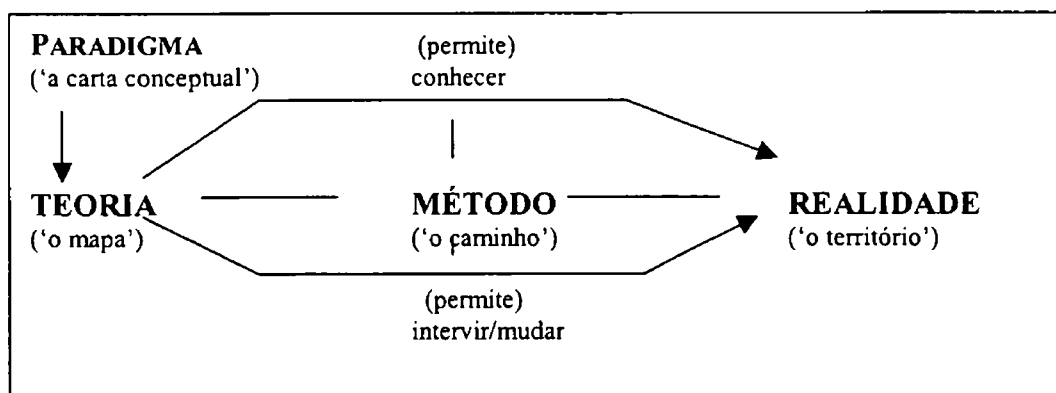 PARADIGMA
('a carta conceptual')
(permite)
conhecer
TEORIA
('o mapa')
MÉTODO
('o caminho')
REALIDADE
('o território')
(permite)
intervir/mudar